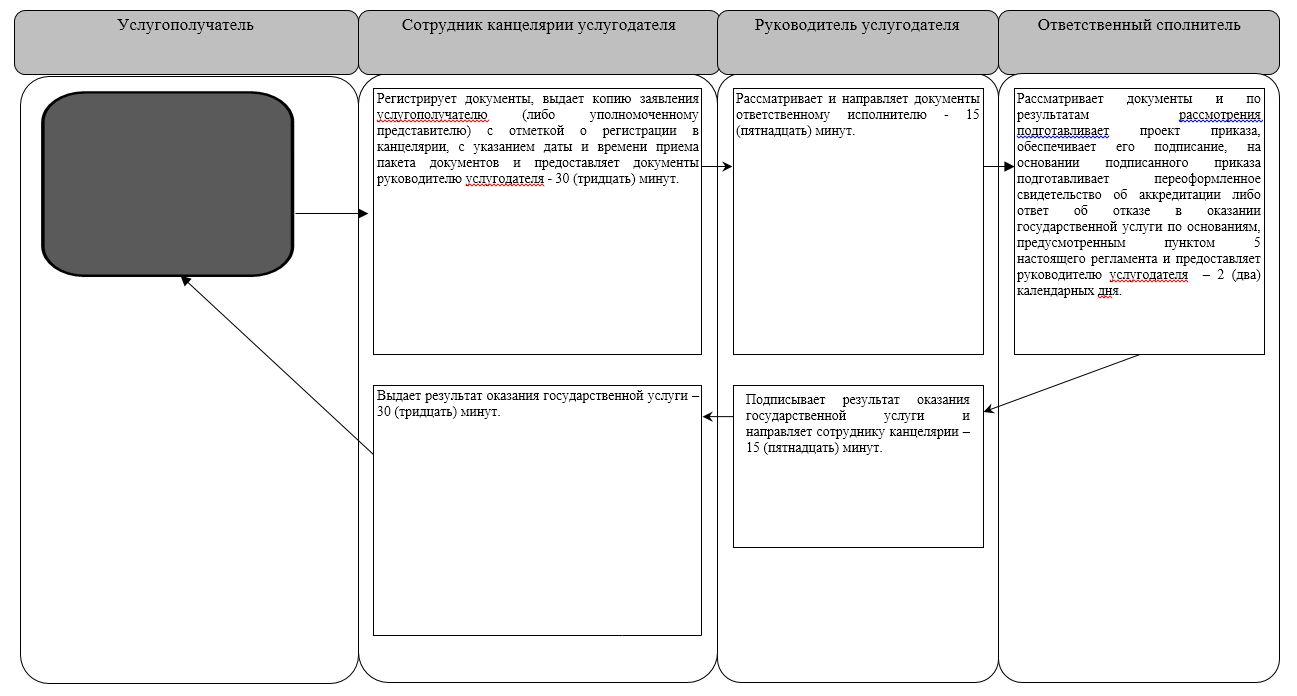 Услугополучатель
Сотрудник канцелярии услугодателя
Руководитель услугодателя
Ответственный сполнитель
Регистрирует документы, выдает копию заявления
услугополучателю (либо уполномоченному
представителю) с отметкой о регистрации в
канцелярии, с указанием даты и времени приема
пакета документов и предоставляет документы
руководителю услугодателя - 30 (тридцать) минут.
Рассматривает и направляет документы
ответственному исполнителю - 15
(пятнадцать) минут.
Рассматривает документы и по
результатам рассмотрения
подготавливает проект приказа,
обеспечивает его подписание, на
основании подписанного приказа
подготавливает переоформленное
свидетельство об аккредитации либо
ответ об отказе в оказании
государственной услуги по основаниям,
предусмотренным пунктом 5
настоящего регламента и предоставляет
руководителю услугодателя – 2 (два)
календарных дня.
Выдает результат оказания государственной услуги –
30 (тридцать) минут.
Подписывает результат оказания
государственной услуги и
направляет сотруднику канцелярии –
15 (пятнадцать) минут.